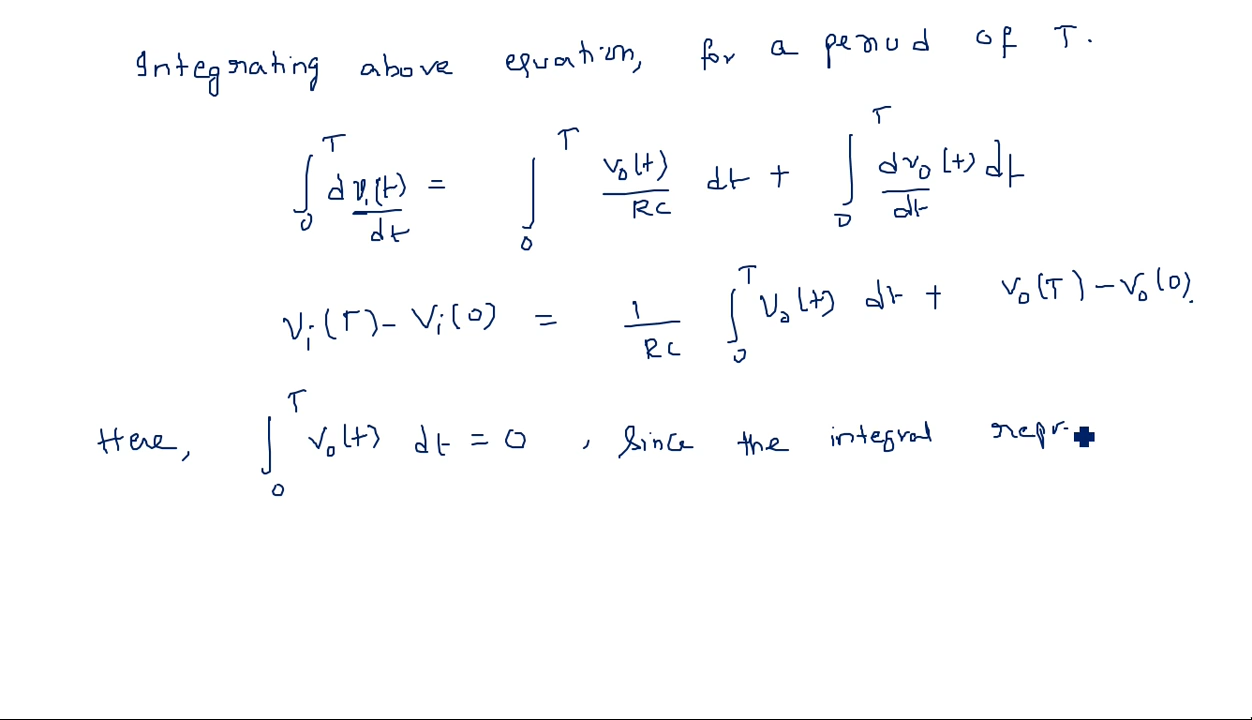 Integrating above equation, for a period of T.
∫₀ᵀ dvᵢ(t)/dt = ∫₀ᵀ v₀(t)/RC dt + ∫₀ᵀ dv₀(t)/dt dt
Vᵢ(T) - Vᵢ(0) = 1/RC ∫₀ᵀ V₀(t) dt + V₀(T) - V₀(0).
Here, ∫₀ᵀ V₀(t) dt = 0, Since the integral repr